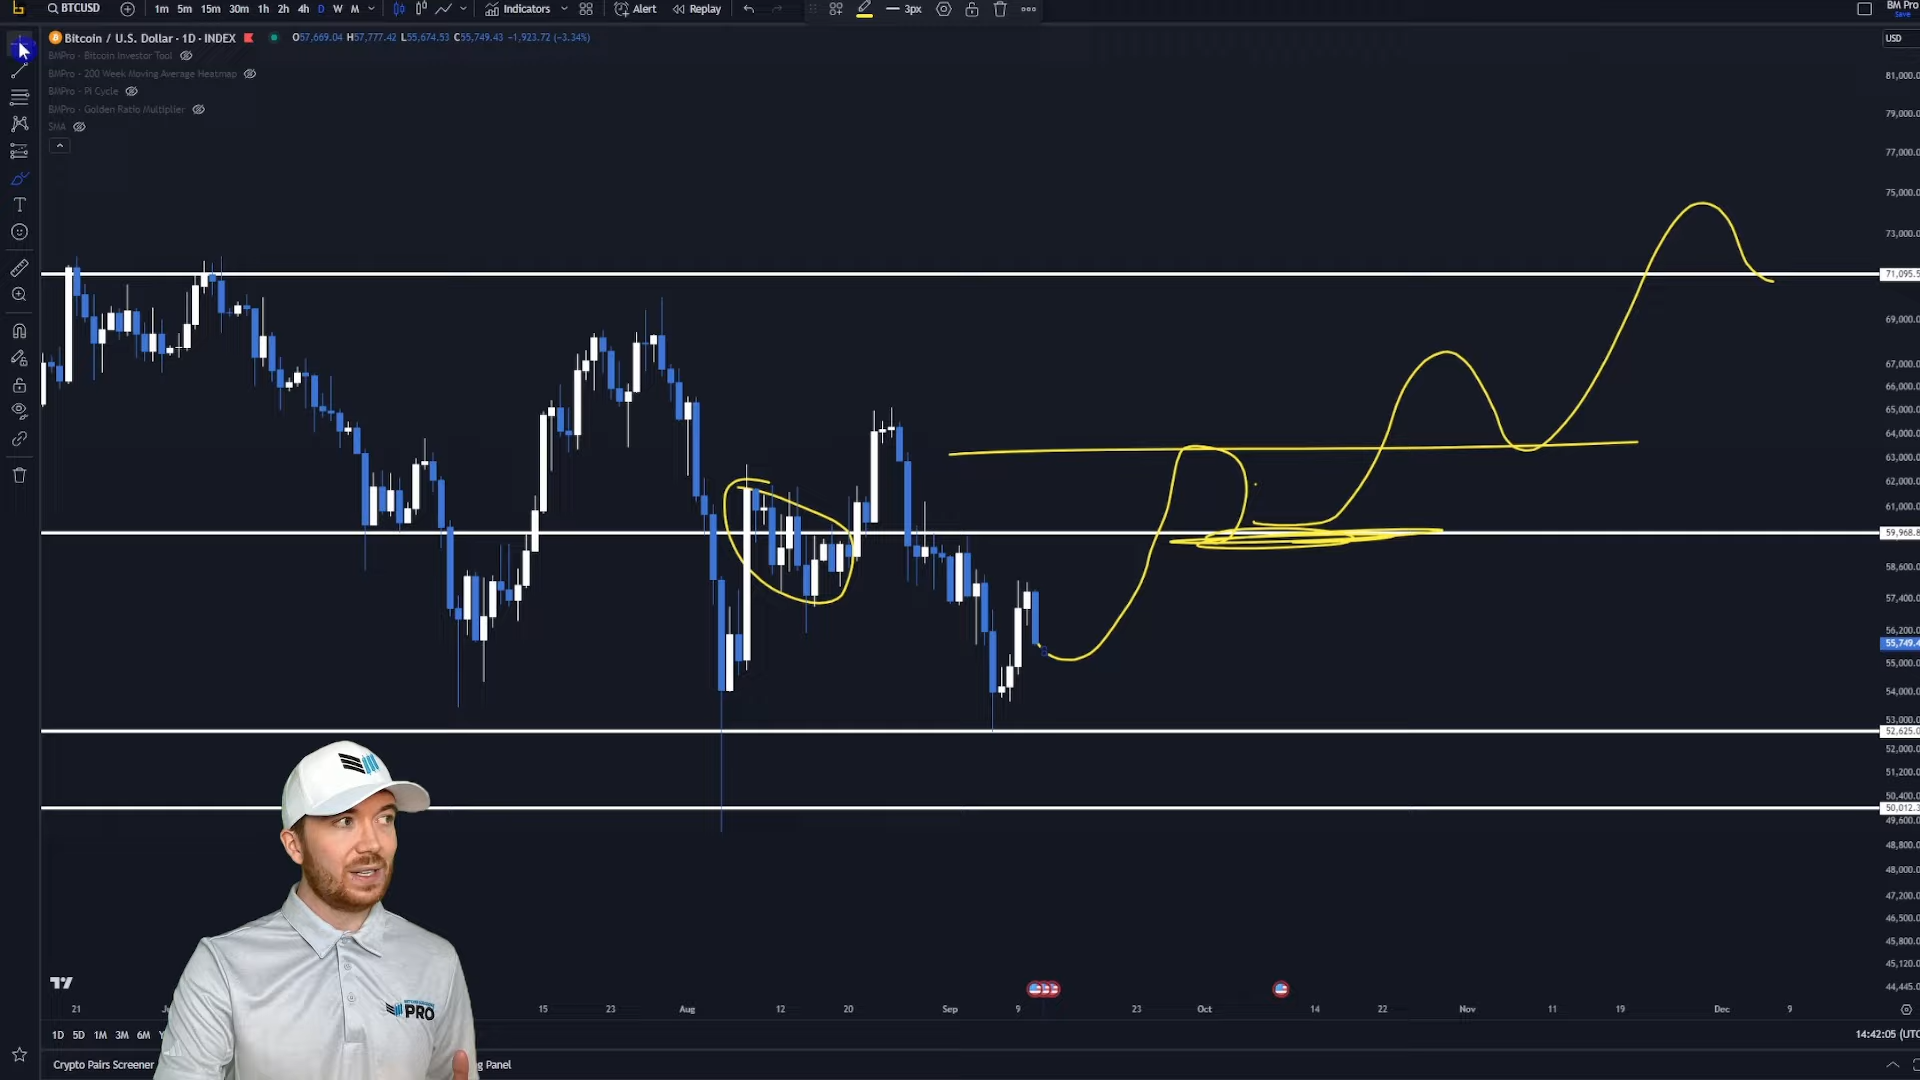 BTCUSD 1m 5m 15m 30m 1h 2h 4h D W M Indicators Alert Replay 3px BM Pro
Save
Bitcoin / U.S. Dollar · 1D · INDEX O57,669.04 H57,777.42 L55,674.53 C55,749.43 -1,923.72 (-3.34%) USD
BMPro - Bitcoin Investor Tool
BMPro - 200 Week Moving Average Heatmap
BMPro - Pi Cycle
BMPro - Golden Ratio Multiplier
SMA
81,000.0
79,000.0
77,000.0
75,000.0
73,000.0
71,095.5
69,000.0
67,000.0
66,000.0
65,000.0
64,000.0
63,000.0
62,000.0
61,000.0
59,968.8
58,600.0
57,400.0
56,200.0
55,749.4
55,000.0
54,000.0
53,000.0
52,625.0
52,000.0
51,200.0
50,400.0
50,012.3
49,600.0
48,800.0
48,000.0
47,200.0
46,500.0
45,800.0
45,120.0
44,445.0
PRO
21 15 23 Aug 12 20 Sep 9 23 Oct 14 22 Nov 11 19 Dec 9
1D 5D 1M 3M 6M 14:42:05 (UTC
Crypto Pairs Screener Panel